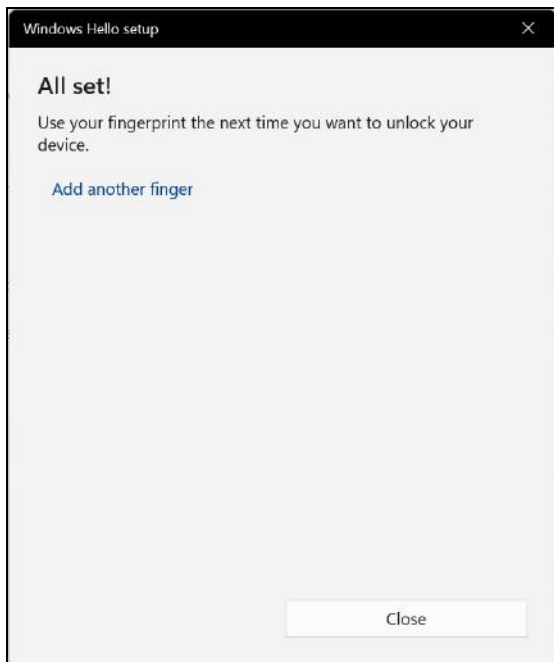 Windows Hello setup
All set!
Use your fingerprint the next time you want to unlock your
device.
Add another finger
Close